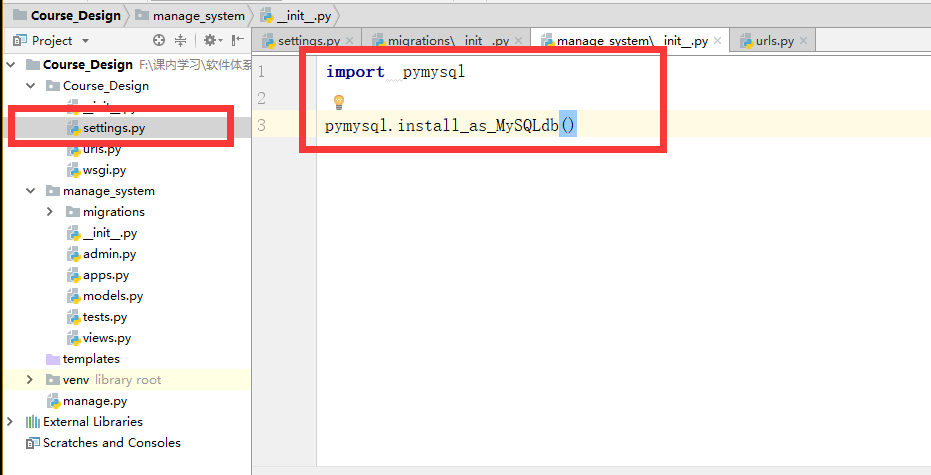 Course_Design manage_system __init__.py
Project
settings.py migrations\__init__.py manage_system\__init__.py urls.py
Course_Design F:\课内学习\软件体系
Course_Design
__init__.py
settings.py
urls.py
wsgi.py
manage_system
migrations
__init__.py
admin.py
apps.py
models.py
tests.py
views.py
templates
venv library root
manage.py
External Libraries
Scratches and Consoles
1 import pymysql
2
3 pymysql.install_as_MySQLdb()